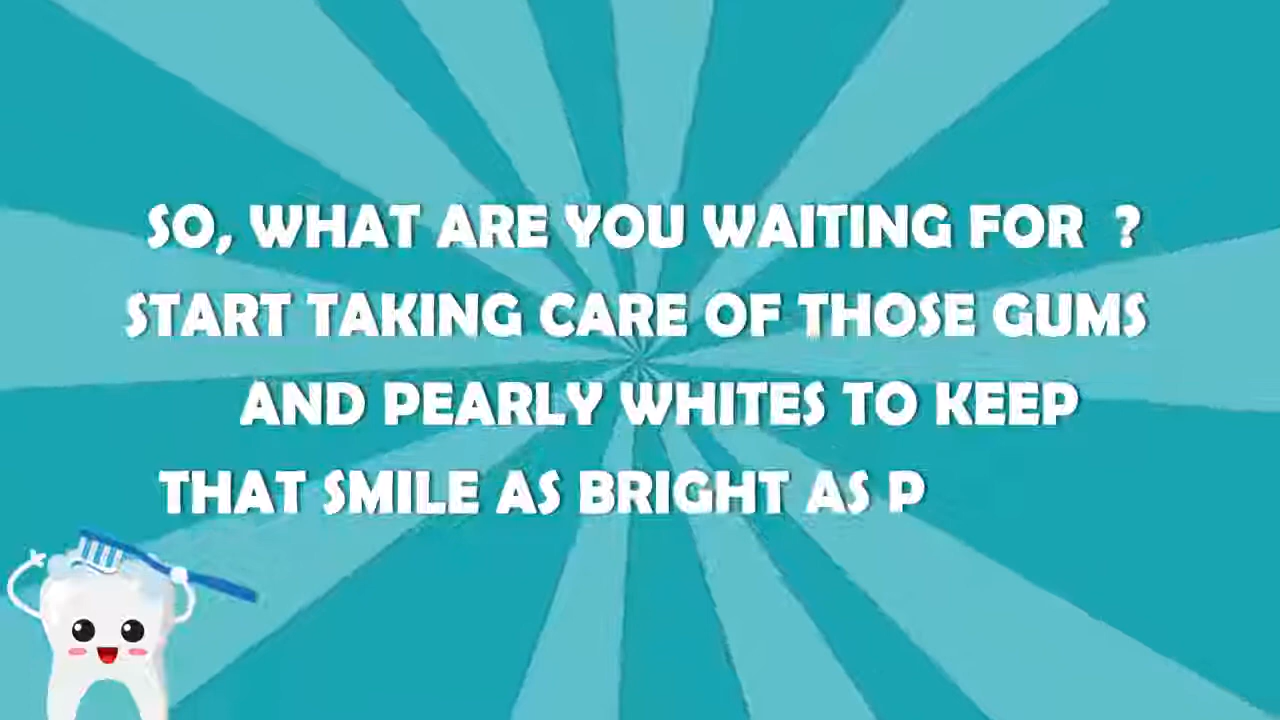 SO, WHAT ARE YOU WAITING FOR ?
START TAKING CARE OF THOSE GUMS
AND PEARLY WHITES TO KEEP
THAT SMILE AS BRIGHT AS P